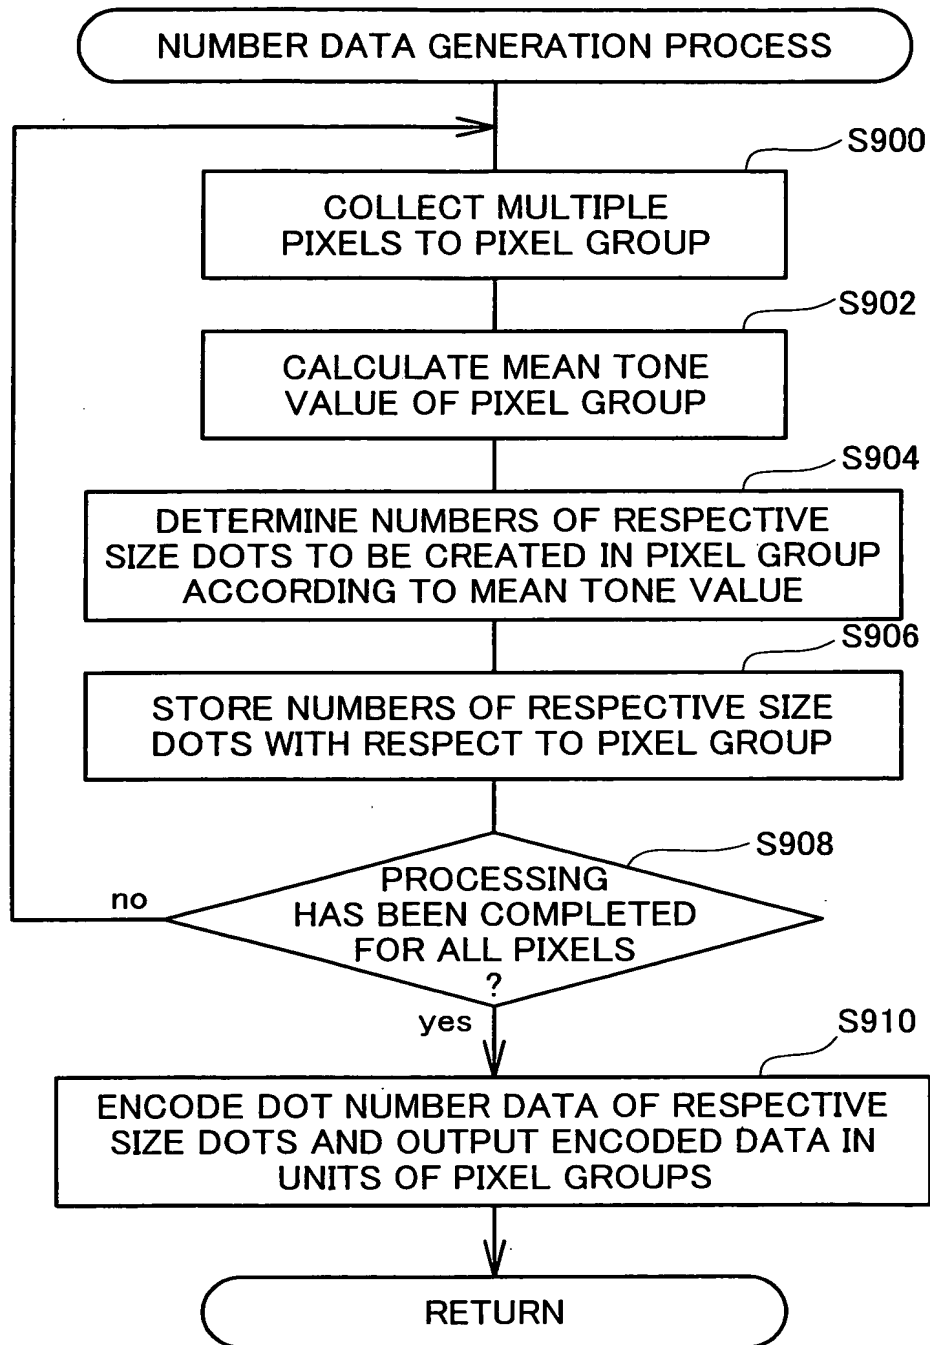 NUMBER DATA GENERATION PROCESS
S900
COLLECT MULTIPLE
PIXELS TO PIXEL GROUP
S902
CALCULATE MEAN TONE
VALUE OF PIXEL GROUP
S904
DETERMINE NUMBERS OF RESPECTIVE
SIZE DOTS TO BE CREATED IN PIXEL GROUP
ACCORDING TO MEAN TONE VALUE
S906
STORE NUMBERS OF RESPECTIVE SIZE
DOTS WITH RESPECT TO PIXEL GROUP
S908
PROCESSING
HAS BEEN COMPLETED
FOR ALL PIXELS
?
no
yes
S910
ENCODE DOT NUMBER DATA OF RESPECTIVE
SIZE DOTS AND OUTPUT ENCODED DATA IN
UNITS OF PIXEL GROUPS
RETURN